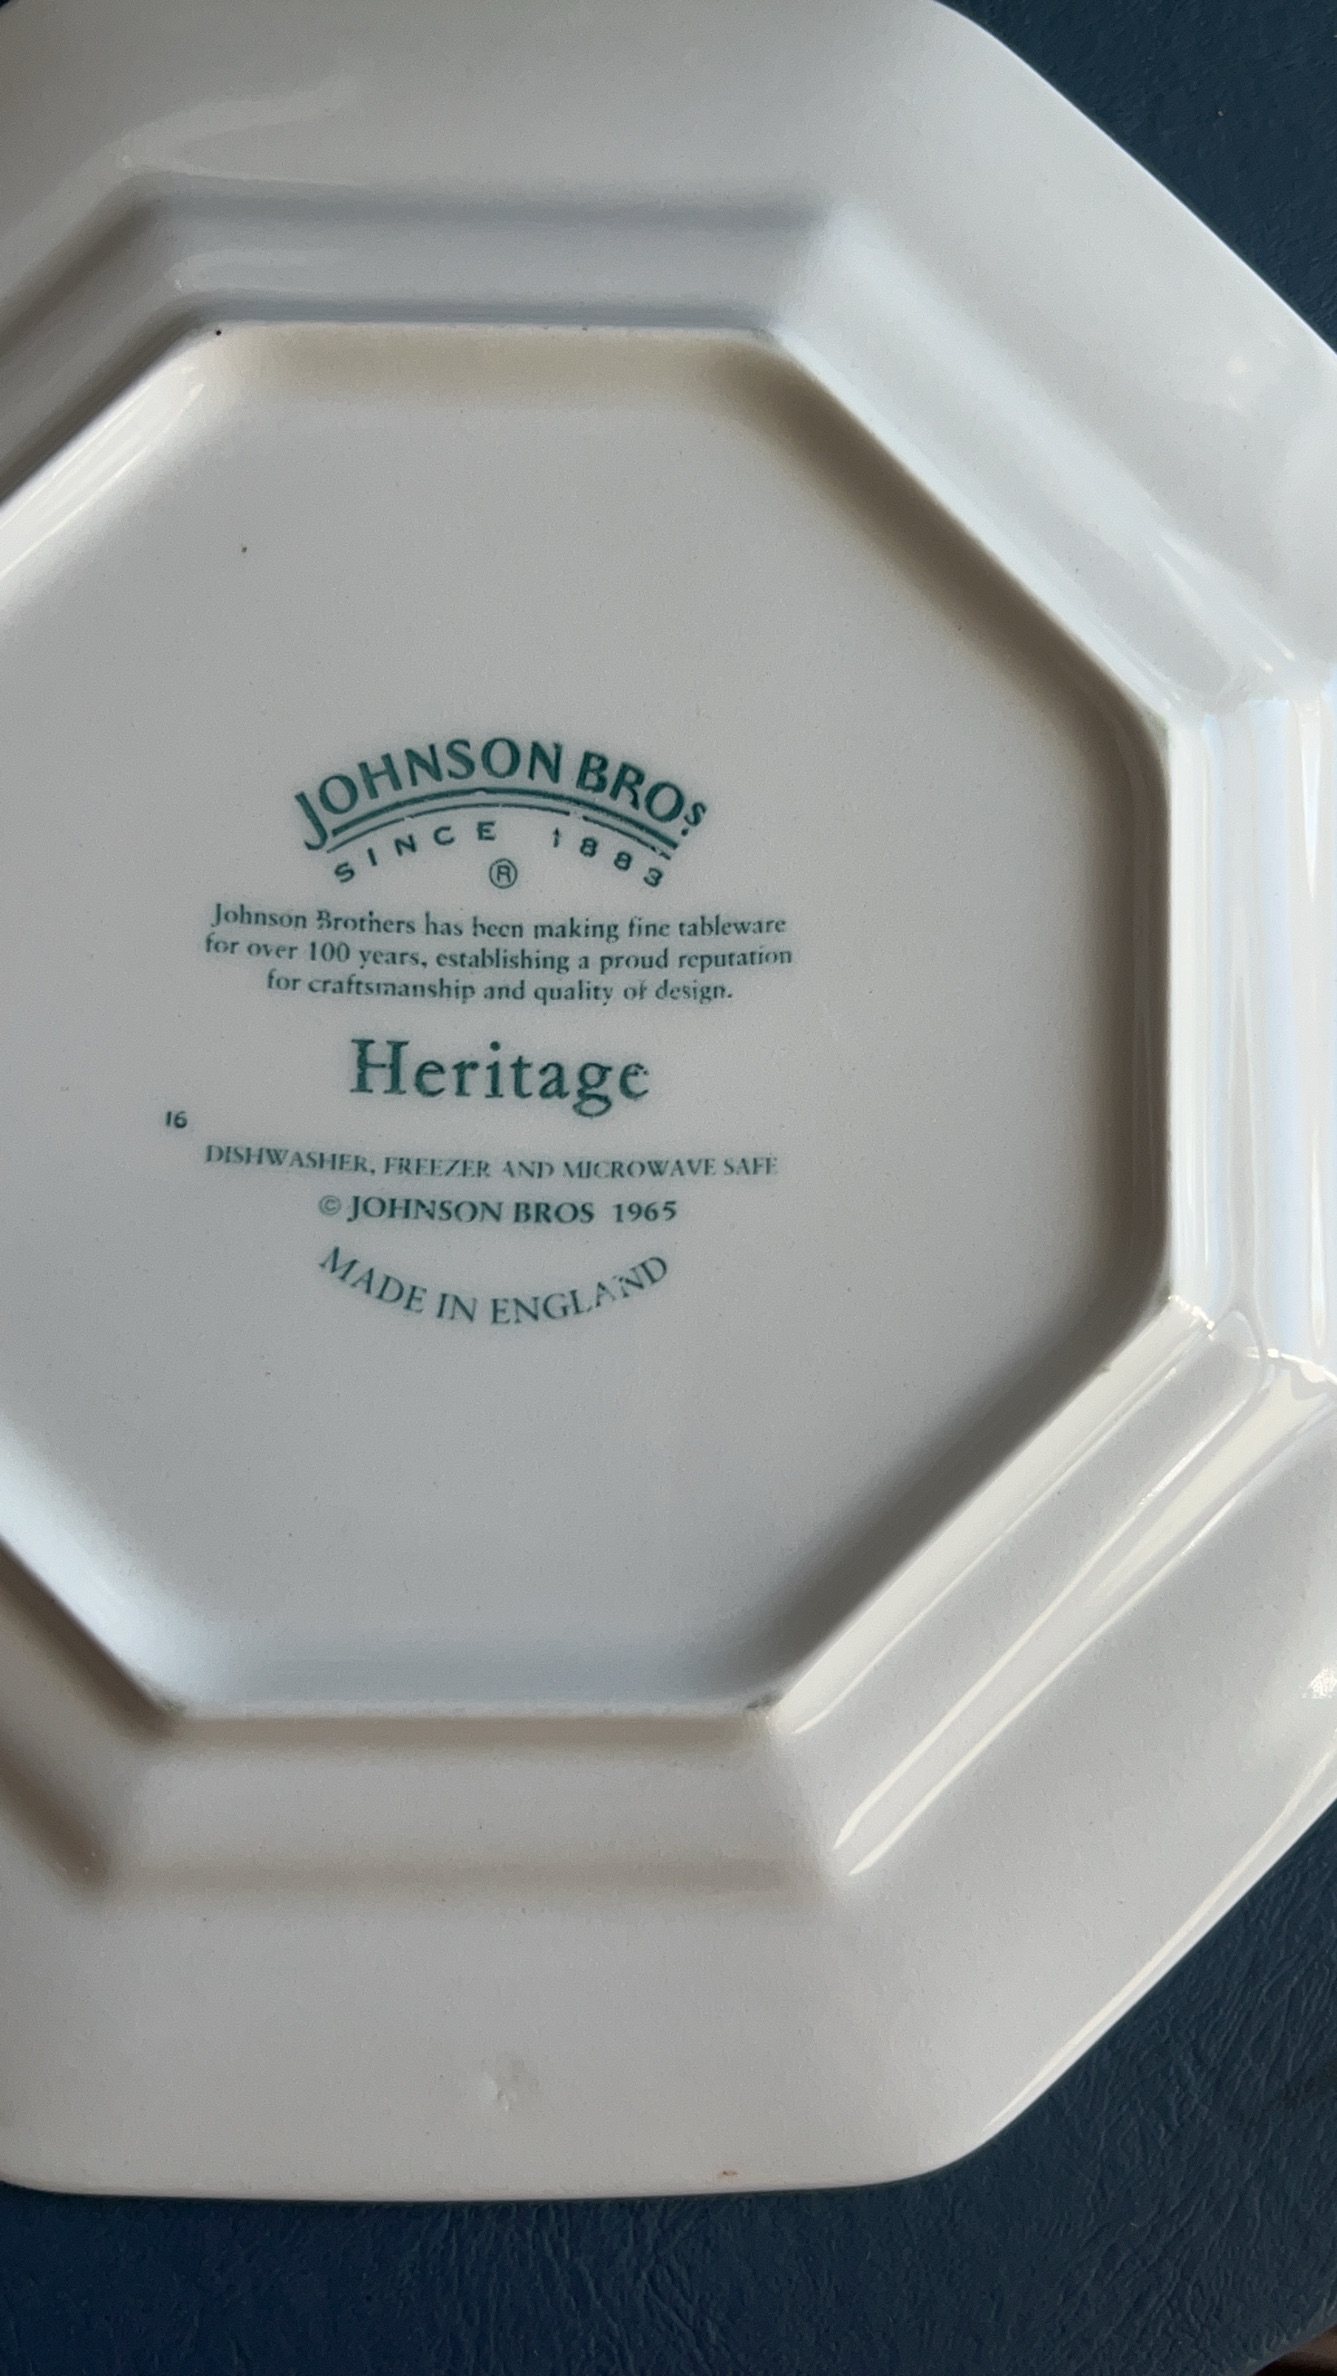 JOHNSON BROS.
SINCE 1883
®
Johnson Brothers has been making fine tableware
for over 100 years, establishing a proud reputation
for craftsmanship and quality of design.
Heritage
16
DISHWASHER, FREEZER AND MICROWAVE SAFE
© JOHNSON BROS 1965
MADE IN ENGLAND